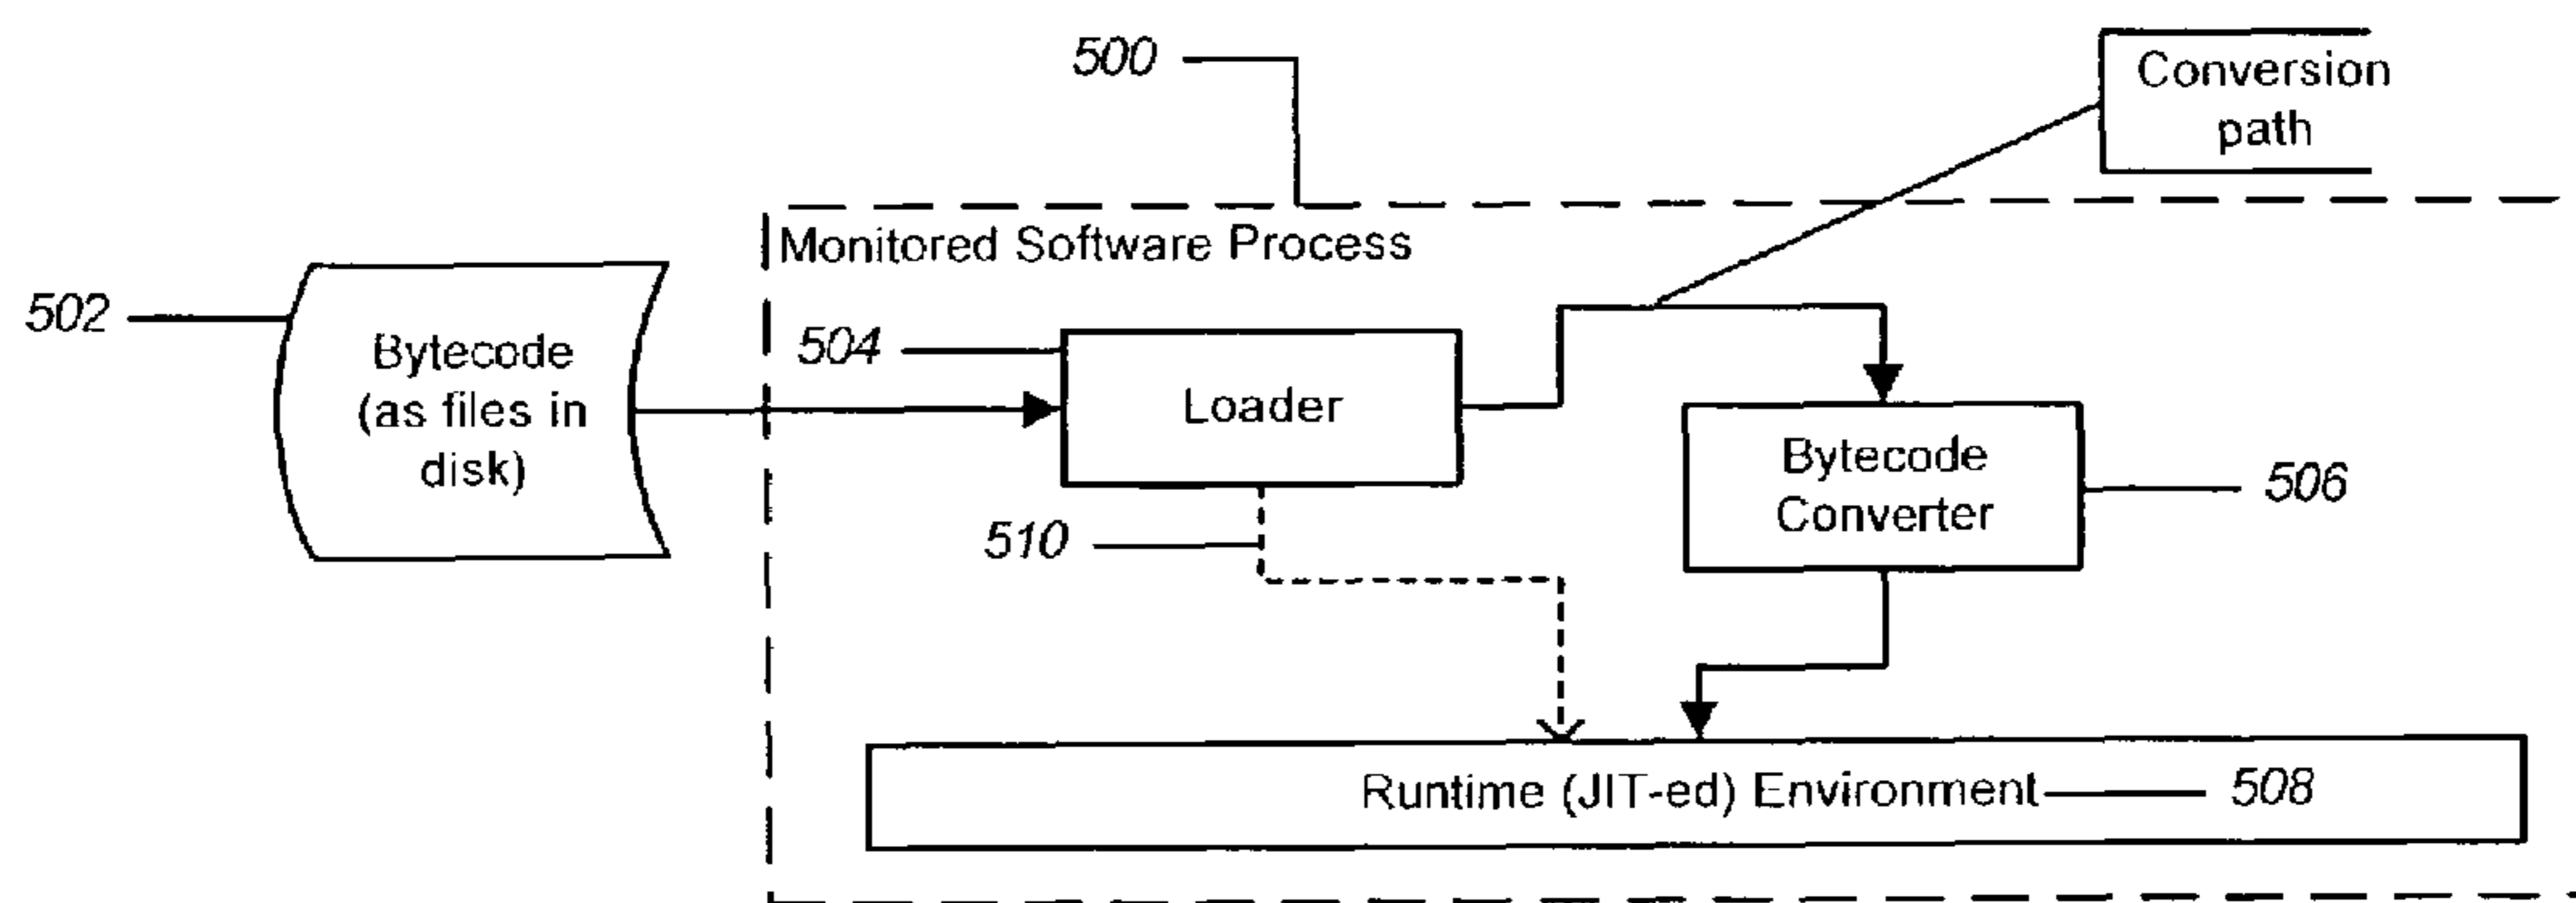 500
Conversion
path
Monitored Software Process
502
Bytecode
(as files in
disk)
504
Loader
Bytecode
Converter
506
510
Runtime (JIT-ed) Environment
508